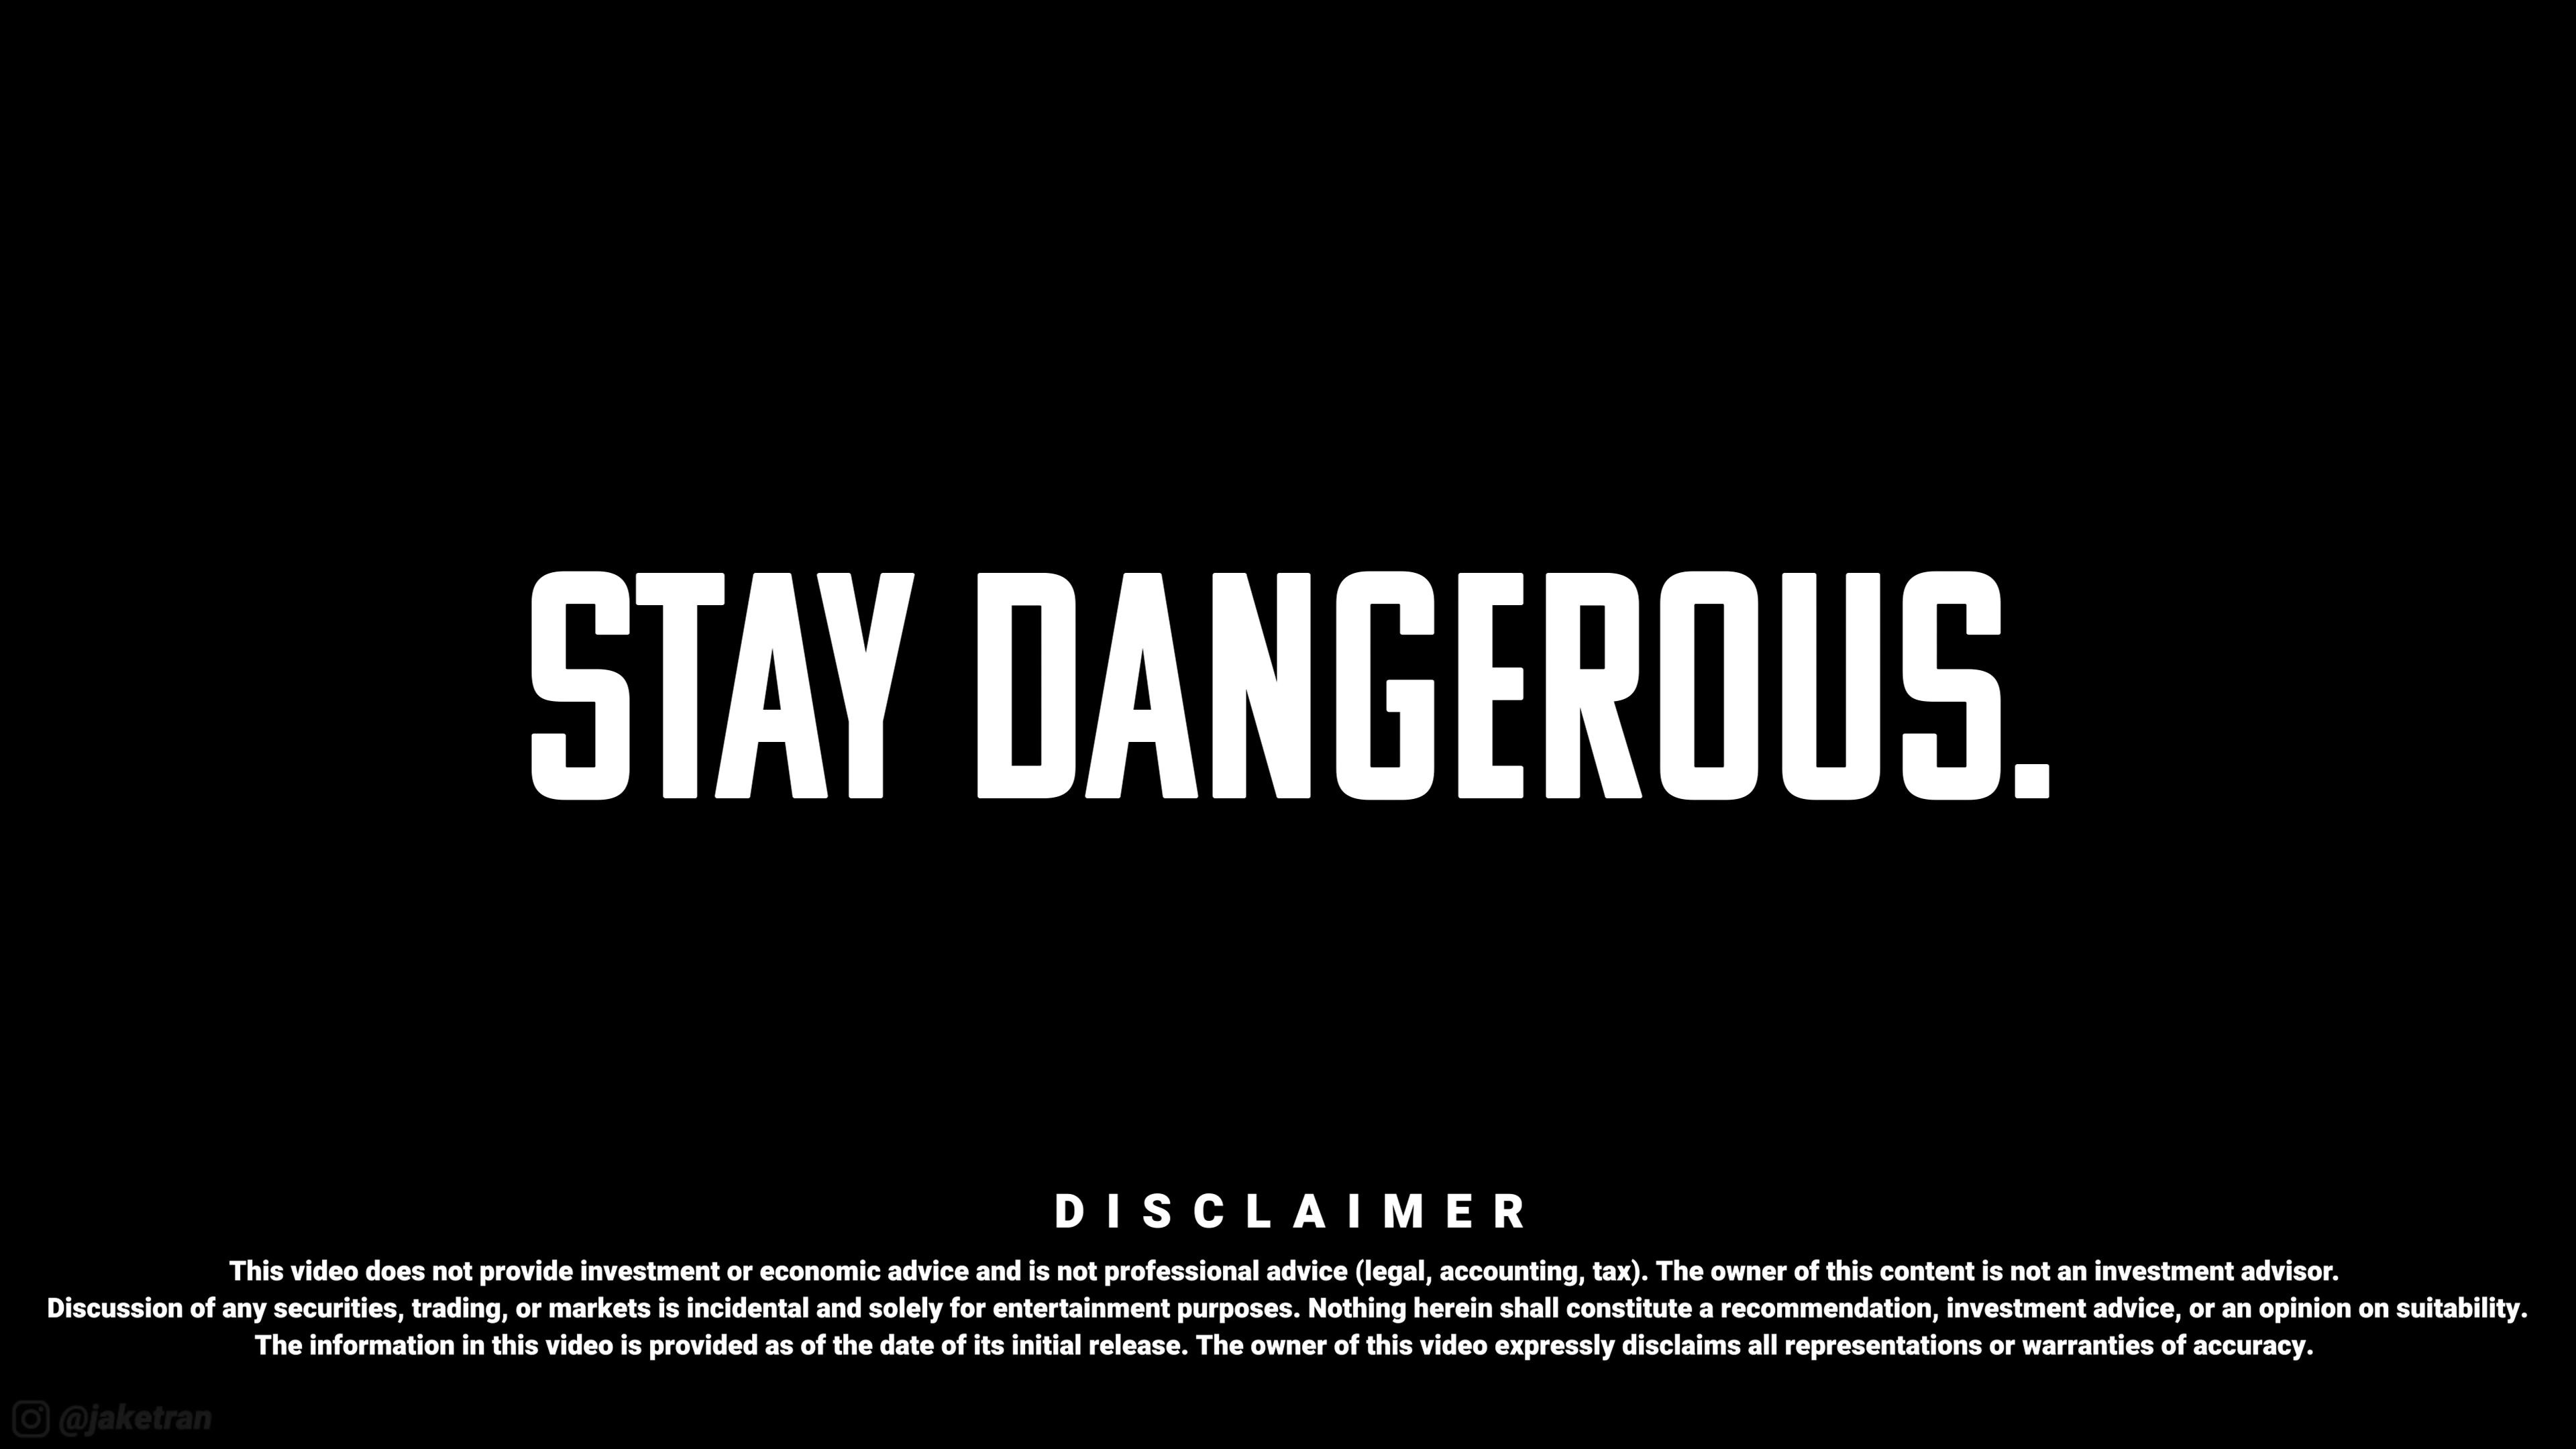 STAY DANGEROUS.
DISCLAIMER
This video does not provide investment or economic advice and is not professional advice (legal, accounting, tax). The owner of this content is not an investment advisor.
Discussion of any securities, trading, or markets is incidental and solely for entertainment purposes. Nothing herein shall constitute a recommendation, investment advice, or an opinion on suitability.
The information in this video is provided as of the date of its initial release. The owner of this video expressly disclaims all representations or warranties of accuracy.
@jaketran